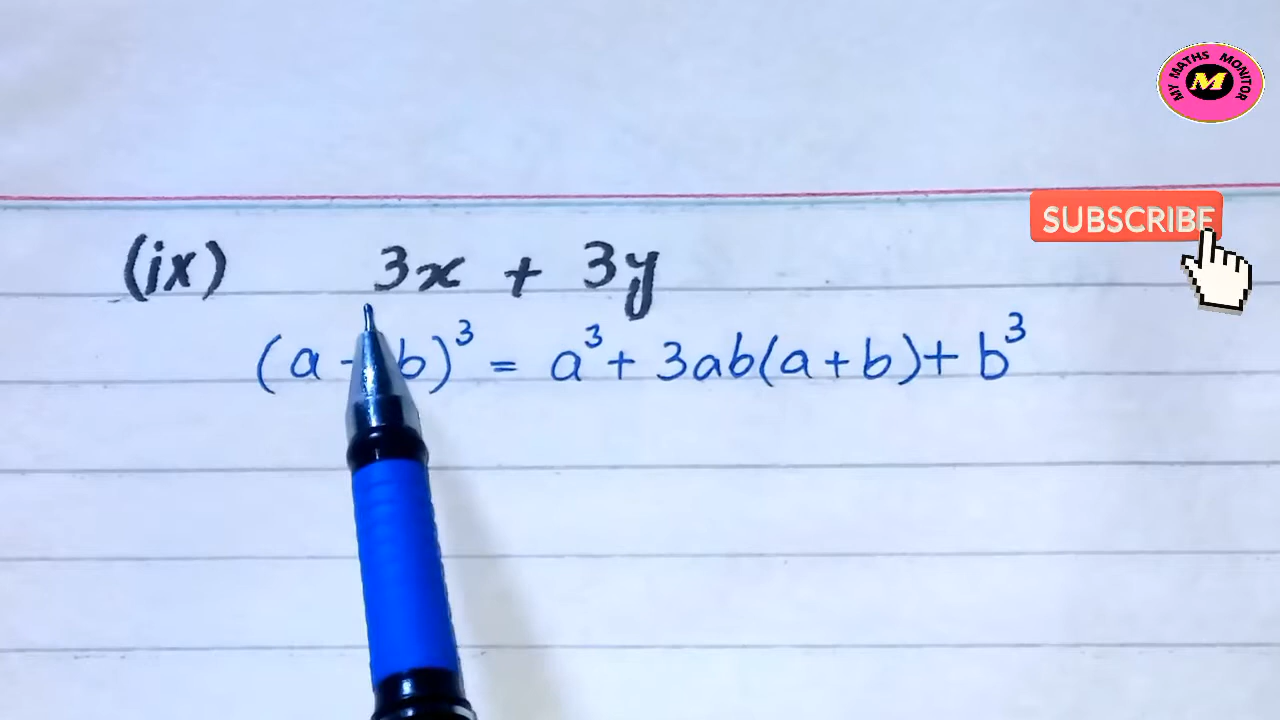 MY MATHS MONITOR
M
SUBSCRIBE
(ix) 3x + 3y
(a + b)³ = a³ + 3ab(a + b) + b³